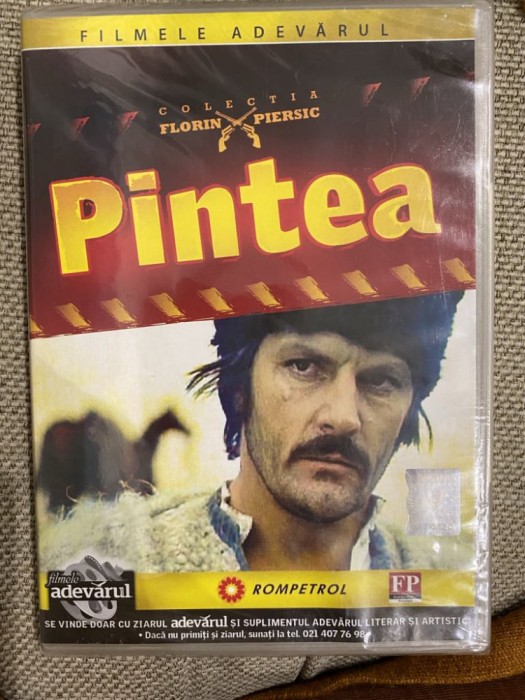 FILMELE ADEVĂRUL
COLECTIA
FLORIN PIERSIC
Pintea
filmele
adevărul
ROMPETROL
FP
SE VINDE DOAR CU ZIARUL adevărul ȘI SUPLIMENTUL ADEVĂRUL LITERAR ȘI ARTISTIC
• Dacă nu primiți și ziarul, sunați la tel. 021 407 76 98 •